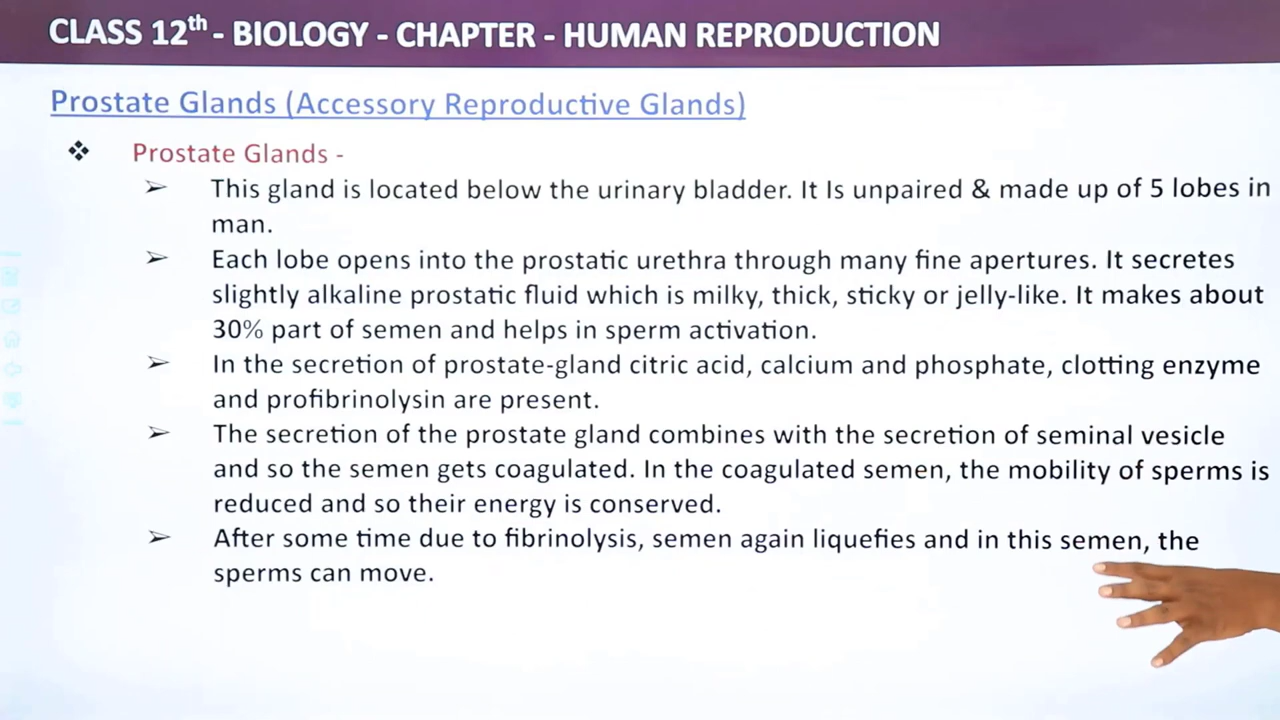 CLASS 12th - BIOLOGY - CHAPTER - HUMAN REPRODUCTION
Prostate Glands (Accessory Reproductive Glands)
❖ Prostate Glands -
➢ This gland is located below the urinary bladder. It Is unpaired & made up of 5 lobes in
man.
➢ Each lobe opens into the prostatic urethra through many fine apertures. It secretes
slightly alkaline prostatic fluid which is milky, thick, sticky or jelly-like. It makes about
30% part of semen and helps in sperm activation.
➢ In the secretion of prostate-gland citric acid, calcium and phosphate, clotting enzyme
and profibrinolysin are present.
➢ The secretion of the prostate gland combines with the secretion of seminal vesicle
and so the semen gets coagulated. In the coagulated semen, the mobility of sperms is
reduced and so their energy is conserved.
➢ After some time due to fibrinolysis, semen again liquefies and in this semen, the
sperms can move.